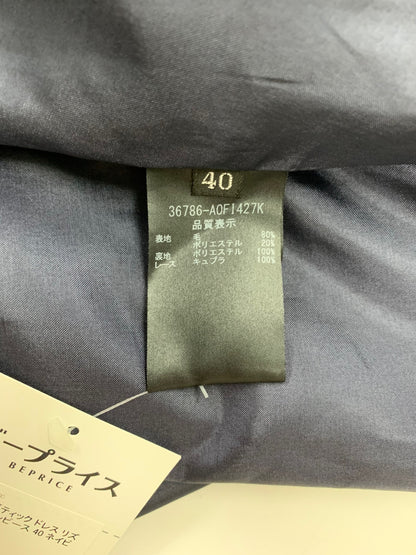 40
36786-AOFI427K
品質表示
表地 毛 80%
ポリエステル 20%
裏地 ポリエステル 100%
レース キュプラ 100%
ープライス
BEPRICE
ティック ドレス リズ
ピース 40 ネイビ